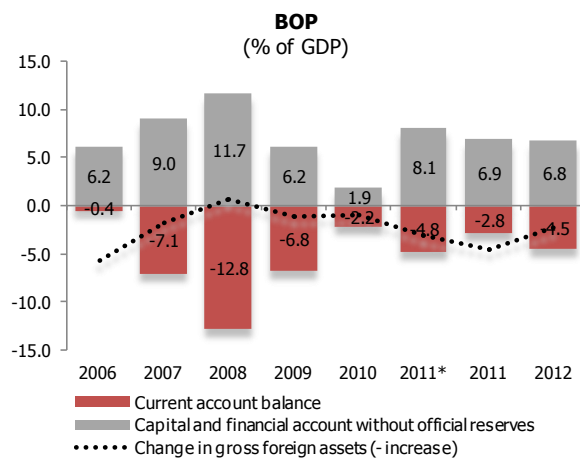 BOP
(% of GDP)
15.0
10.0
5.0
0.0
-5.0
-10.0
-15.0
6.2 9.0 11.7 6.2 1.9 8.1 6.9 6.8
-0.4 -7.1 -12.8 -6.8 -2.2 -4.8 -2.8 -4.5
2006 2007 2008 2009 2010 2011* 2011 2012
Current account balance
Capital and financial account without official reserves
Change in gross foreign assets (- increase)